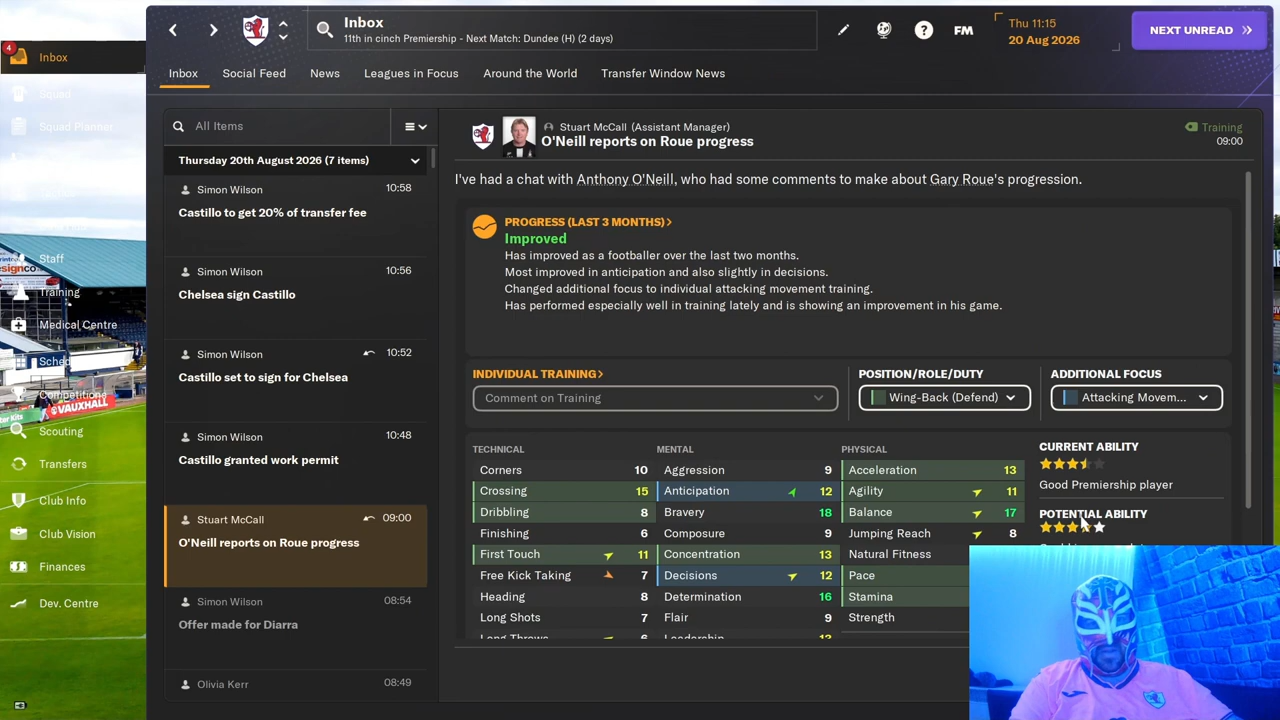 Inbox
11th in cinch Premiership - Next Match: Dundee (H) (2 days)
FM
Thu 11:15
20 Aug 2026
NEXT UNREAD
4
Inbox
Squad
Squad Planner
Staff
Training
Medical Centre
Sched
Competitions
Scouting
Transfers
Club Info
Club Vision
Finances
Dev. Centre
VAUXHALL
Inbox
Social Feed
News
Leagues in Focus
Around the World
Transfer Window News
All Items
Thursday 20th August 2026 (7 items)
Simon Wilson 10:58
Castillo to get 20% of transfer fee
Simon Wilson 10:56
Chelsea sign Castillo
Simon Wilson 10:52
Castillo set to sign for Chelsea
Simon Wilson 10:48
Castillo granted work permit
Stuart McCall 09:00
O'Neill reports on Roue progress
Simon Wilson 08:54
Offer made for Diarra
Olivia Kerr 08:49
Stuart McCall (Assistant Manager)
O'Neill reports on Roue progress
Training
09:00
I've had a chat with Anthony O'Neill, who had some comments to make about Gary Roue's progression.
PROGRESS (LAST 3 MONTHS) >
Improved
Has improved as a footballer over the last two months.
Most improved in anticipation and also slightly in decisions.
Changed additional focus to individual attacking movement training.
Has performed especially well in training lately and is showing an improvement in his game.
INDIVIDUAL TRAINING >
Comment on Training
POSITION/ROLE/DUTY
Wing-Back (Defend)
ADDITIONAL FOCUS
Attacking Movem...
TECHNICAL
Corners 10
Crossing 15
Dribbling 8
Finishing 6
First Touch 11
Free Kick Taking 7
Heading 8
Long Shots 7
Long Throws 6
MENTAL
Aggression 9
Anticipation 12
Bravery 18
Composure 9
Concentration 13
Decisions 12
Determination 16
Flair 9
Leadership 13
PHYSICAL
Acceleration 13
Agility 11
Balance 17
Jumping Reach 8
Natural Fitness
Pace
Stamina
Strength
CURRENT ABILITY
Good Premiership player
POTENTIAL ABILITY